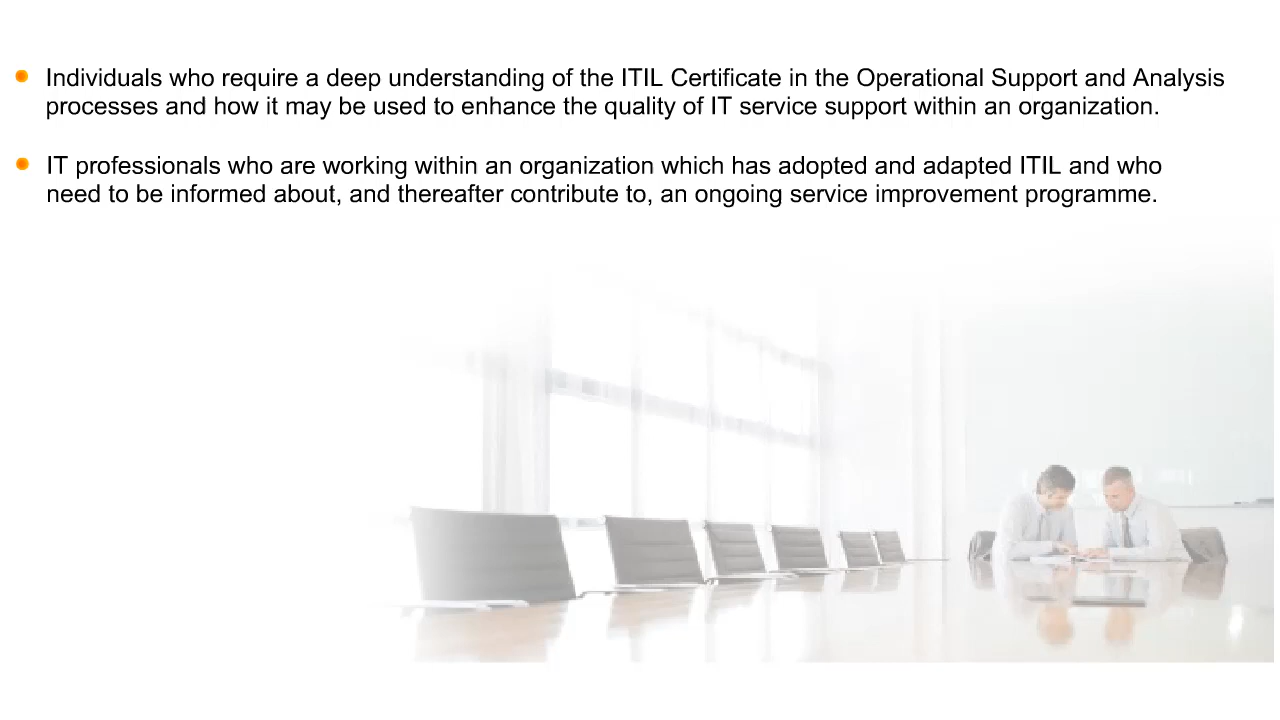 Individuals who require a deep understanding of the ITIL Certificate in the Operational Support and Analysis
processes and how it may be used to enhance the quality of IT service support within an organization.
IT professionals who are working within an organization which has adopted and adapted ITIL and who
need to be informed about, and thereafter contribute to, an ongoing service improvement programme.